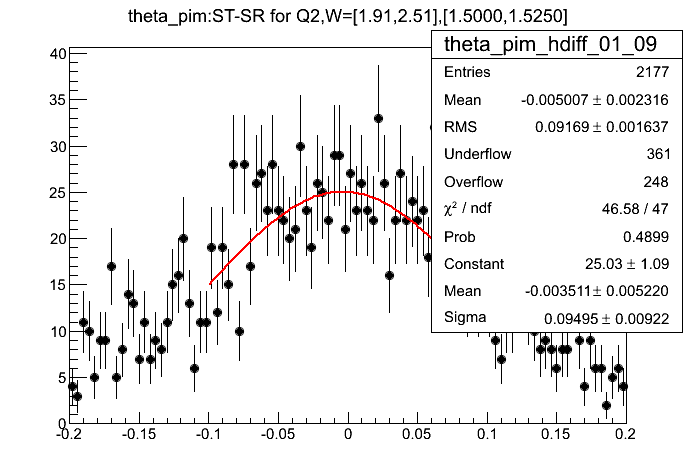 theta_pim:ST-SR for Q2,W=[1.91,2.51],[1.5000,1.5250]
theta_pim_hdiff_01_09
Entries 2177
Mean -0.005007 ± 0.002316
RMS 0.09169 ± 0.001637
Underflow 361
Overflow 248
χ² / ndf 46.58 / 47
Prob 0.4899
Constant 25.03 ± 1.09
Mean -0.003511 ± 0.005220
Sigma 0.09495 ± 0.00922
40
35
30
25
20
15
10
5
0
-0.2 -0.15 -0.1 -0.05 0 0.05 0.1 0.15 0.2